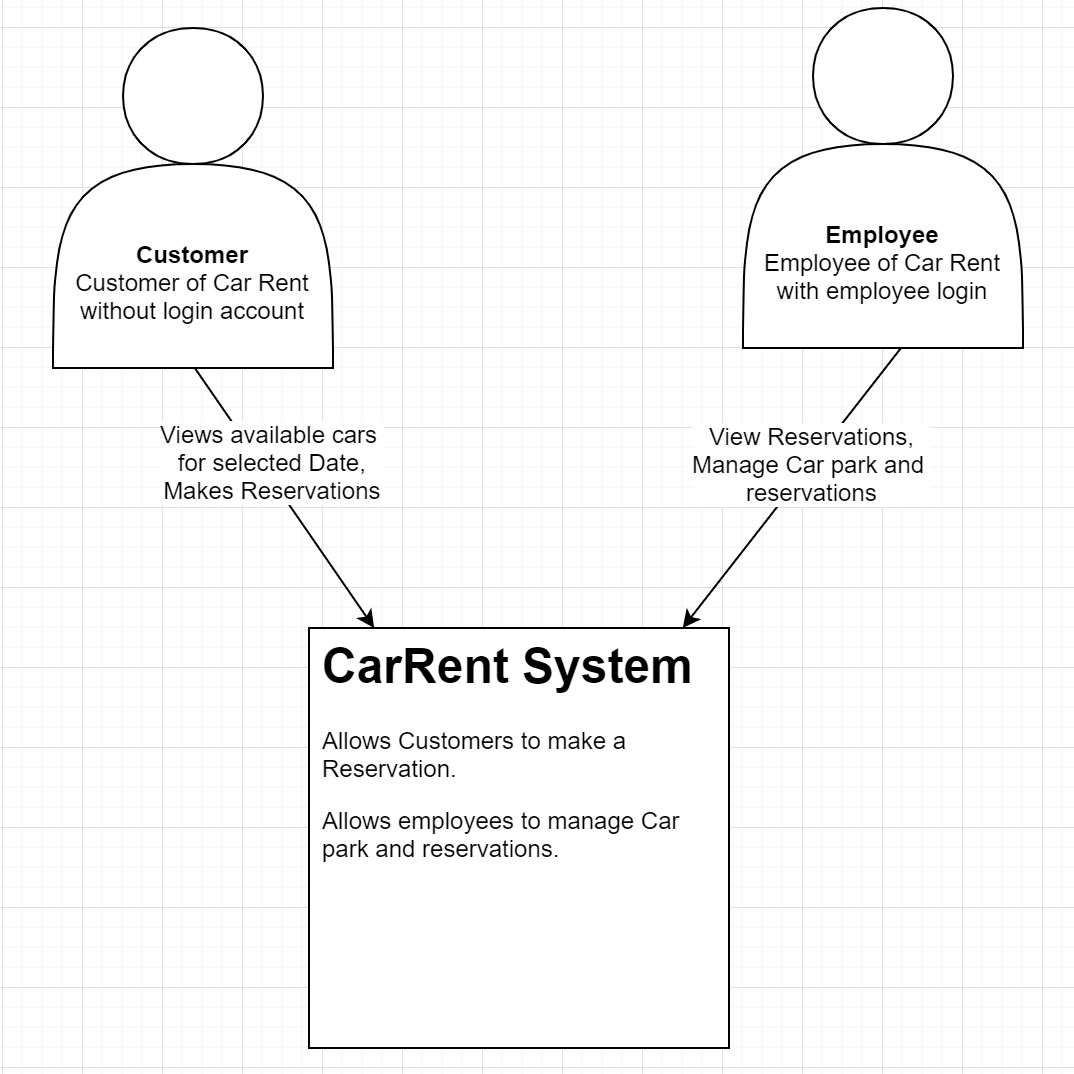 Customer
Customer of Car Rent
without login account
Employee
Employee of Car Rent
with employee login
Views available cars
for selected Date,
Makes Reservations
View Reservations,
Manage Car park and
reservations
CarRent System
Allows Customers to make a
Reservation.
Allows employees to manage Car
park and reservations.